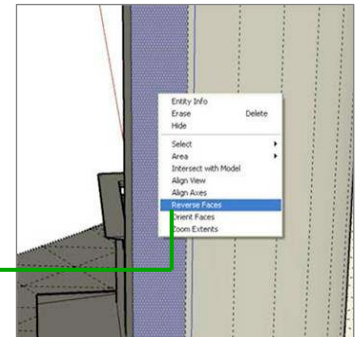 Entity Info
Erase Delete
Hide
Select
Area
Intersect with Model
Align View
Align Axes
Reverse Faces
Orient Faces
Zoom Extents